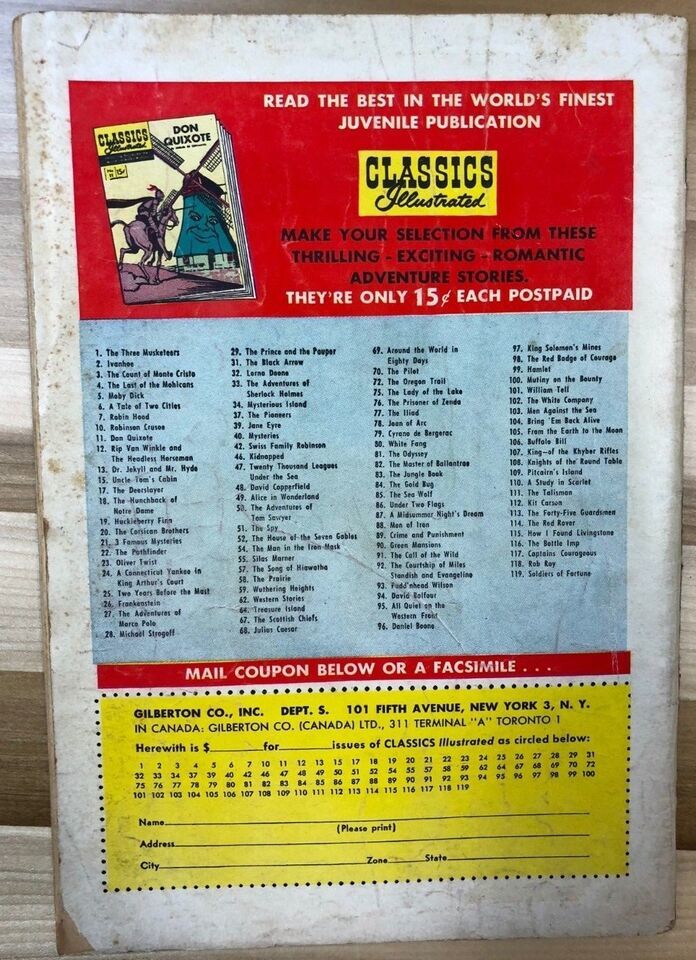 READ THE BEST IN THE WORLD'S FINEST
JUVENILE PUBLICATION
CLASSICS
Illustrated
DON
QUIXOTE
15¢
CLASSICS
Illustrated
MAKE YOUR SELECTION FROM THESE
THRILLING - EXCITING - ROMANTIC
ADVENTURE STORIES.
THEY'RE ONLY 15¢ EACH POSTPAID
1. The Three Musketeers
2. Ivanhoe
3. The Count of Monte Cristo
4. The Last of the Mohicans
5. Moby Dick
6. A Tale of Two Cities
7. Robin Hood
10. Robinson Crusoe
11. Don Quixote
12. Rip Van Winkle and
The Headless Horseman
13. Dr. Jekyll and Mr. Hyde
15. Uncle Tom's Cabin
17. The Deerslayer
18. The Hunchback of
Notre Dame
19. Huckleberry Finn
20. The Corsican Brothers
21. 3 Famous Mysteries
22. The Pathfinder
23. Oliver Twist
24. A Connecticut Yankee in
King Arthur's Court
25. Two Years Before the Mast
26. Frankenstein
27. The Adventures of
Marco Polo
28. Michael Strogoff
29. The Prince and the Pauper
31. The Black Arrow
32. Lorna Doone
33. The Adventures of
Sherlock Holmes
34. Mysterious Island
37. The Pioneers
39. Jane Eyre
40. Mysteries
42. Swiss Family Robinson
46. Kidnapped
47. Twenty Thousand Leagues
Under the Sea
48. David Copperfield
49. Alice in Wonderland
50. The Adventures of
Tom Sawyer
51. The Spy
52. The House of the Seven Gables
54. The Man in the Iron Mask
55. Silas Marner
57. The Song of Hiawatha
58. The Prairie
59. Wuthering Heights
62. Western Stories
64. Treasure Island
67. The Scottish Chiefs
68. Julius Caesar
69. Around the World in
Eighty Days
70. The Pilot
72. The Oregon Trail
75. The Lady of the Lake
76. The Prisoner of Zenda
77. The Iliad
78. Joan of Arc
79. Cyrano de Bergerac
80. White Fang
81. The Odyssey
82. The Master of Ballantrae
83. The Jungle Book
84. The Gold Bug
85. The Sea Wolf
86. Under Two Flags
87. A Midsummer Night's Dream
88. Men of Iron
89. Crime and Punishment
90. Green Mansions
91. The Call of the Wild
92. The Courtship of Miles
Standish and Evangeline
93. Pudd'nhead Wilson
94. David Balfour
95. All Quiet on the
Western Front
96. Daniel Boone
97. King Solomon's Mines
98. The Red Badge of Courage
99. Hamlet
100. Mutiny on the Bounty
101. William Tell
102. The White Company
103. Men Against the Sea
104. Bring 'Em Back Alive
105. From the Earth to the Moon
106. Buffalo Bill
107. King—of the Khyber Rifles
108. Knights of the Round Table
109. Pitcairn's Island
110. A Study in Scarlet
111. The Talisman
112. Kit Carson
113. The Forty-Five Guardsmen
114. The Red Rover
115. How I Found Livingstone
116. The Bottle Imp
117. Captains Courageous
118. Rob Roy
119. Soldiers of Fortune
MAIL COUPON BELOW OR A FACSIMILE . . .
GILBERTON CO., INC. DEPT. S. 101 FIFTH AVENUE, NEW YORK 3, N. Y.
IN CANADA: GILBERTON CO. (CANADA) LTD., 311 TERMINAL "A" TORONTO 1
Herewith is $ for issues of CLASSICS Illustrated as circled below:
1 2 3 4 5 6 7 10 11 12 13 15 17 18 19 20 21 22 23 24 25 26 27 28 29 31
32 33 34 37 39 40 42 46 47 48 49 50 51 52 54 55 57 58 59 62 64 67 68 69 70 72
75 76 77 78 79 80 81 82 83 84 85 86 87 88 89 90 91 92 93 94 95 96 97 98 99 100
101 102 103 104 105 106 107 108 109 110 111 112 113 114 115 116 117 118 119
Name
(Please print)
Address
City Zone State